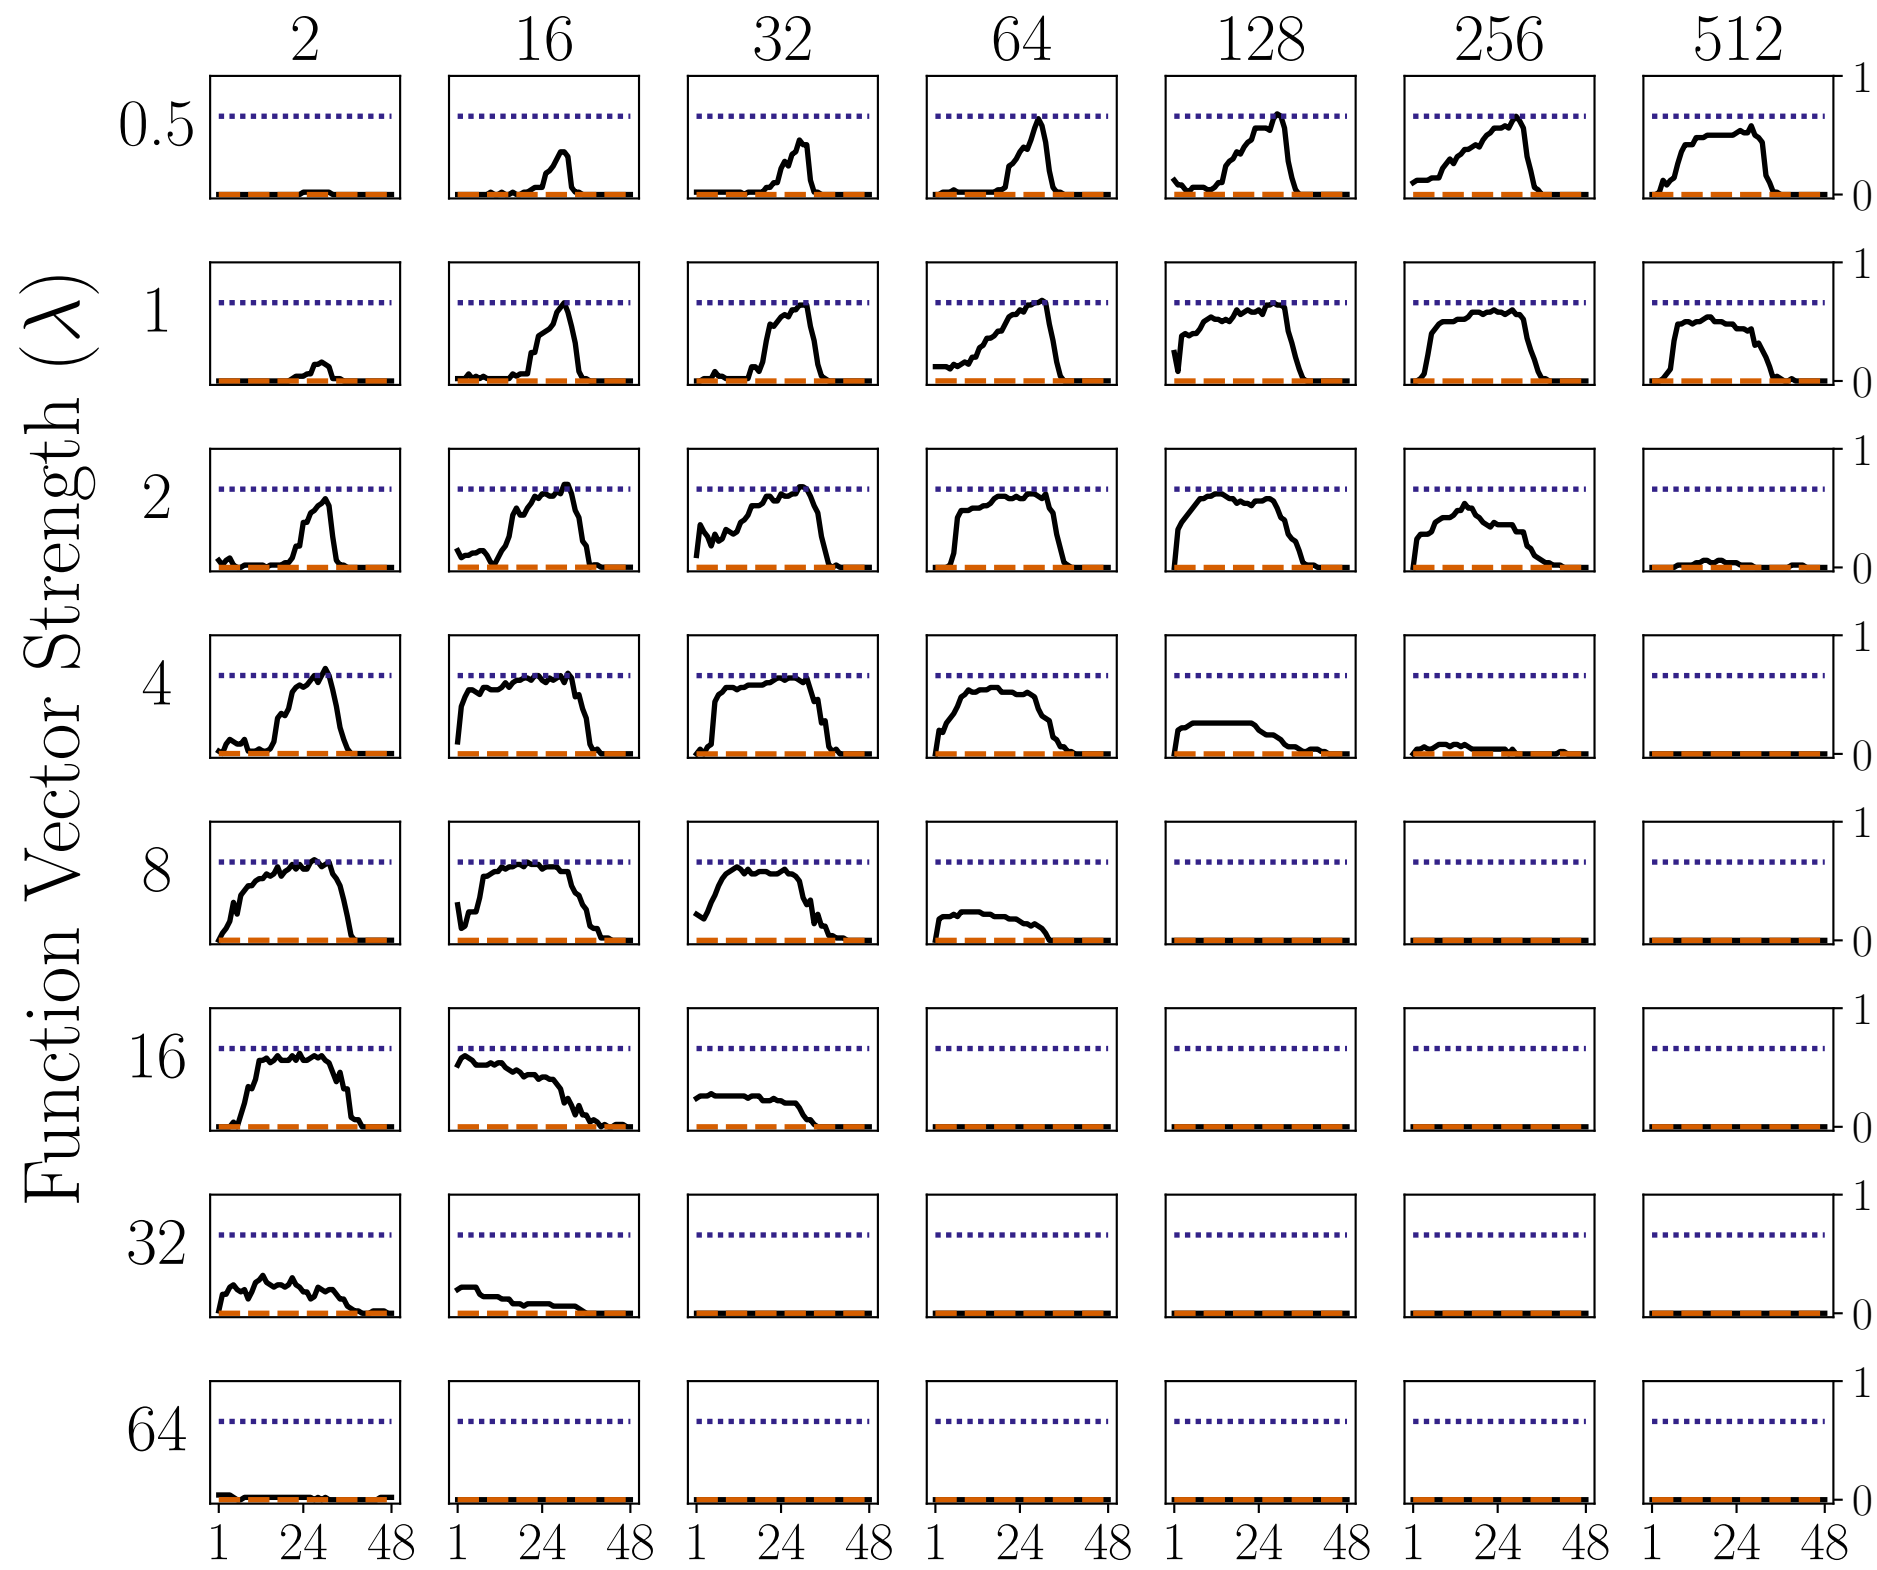 2 16 32 64 128 256 512
Function Vector Strength (λ)
0.5 1 0
1 1 0
2 1 0
4 1 0
8 1 0
16 1 0
32 1 0
64 1 0
1 24 48 1 24 48 1 24 48 1 24 48 1 24 48 1 24 48 1 24 48